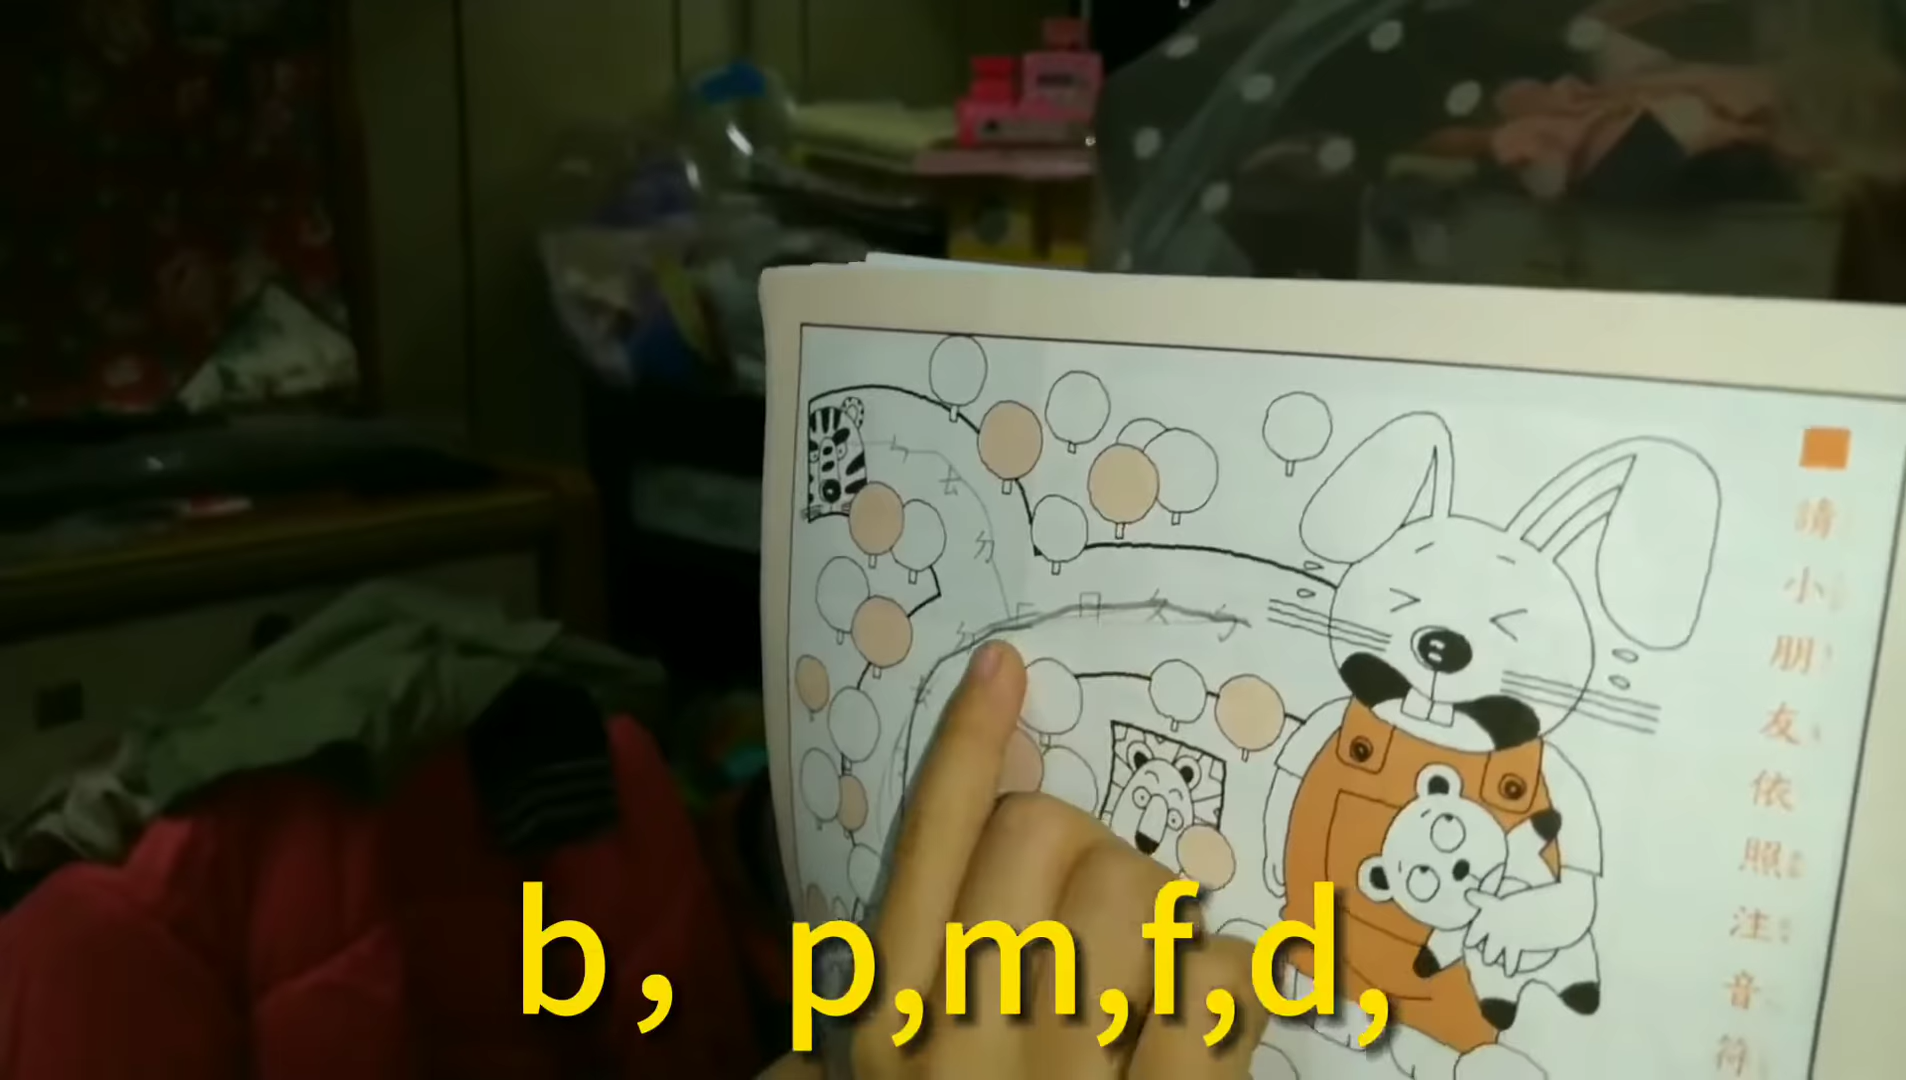 ㄅ
ㄆ
ㄇ
ㄈ
ㄉ
ㄊ
請小朋友依照注音符
b，p,m,f,d,